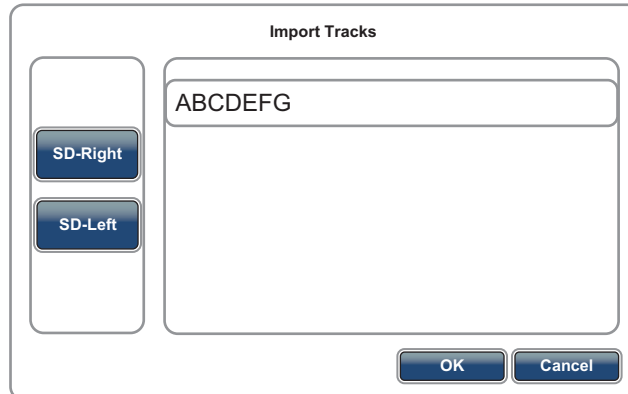 Import Tracks
ABCDEFG
SD-Right
SD-Left
OK
Cancel